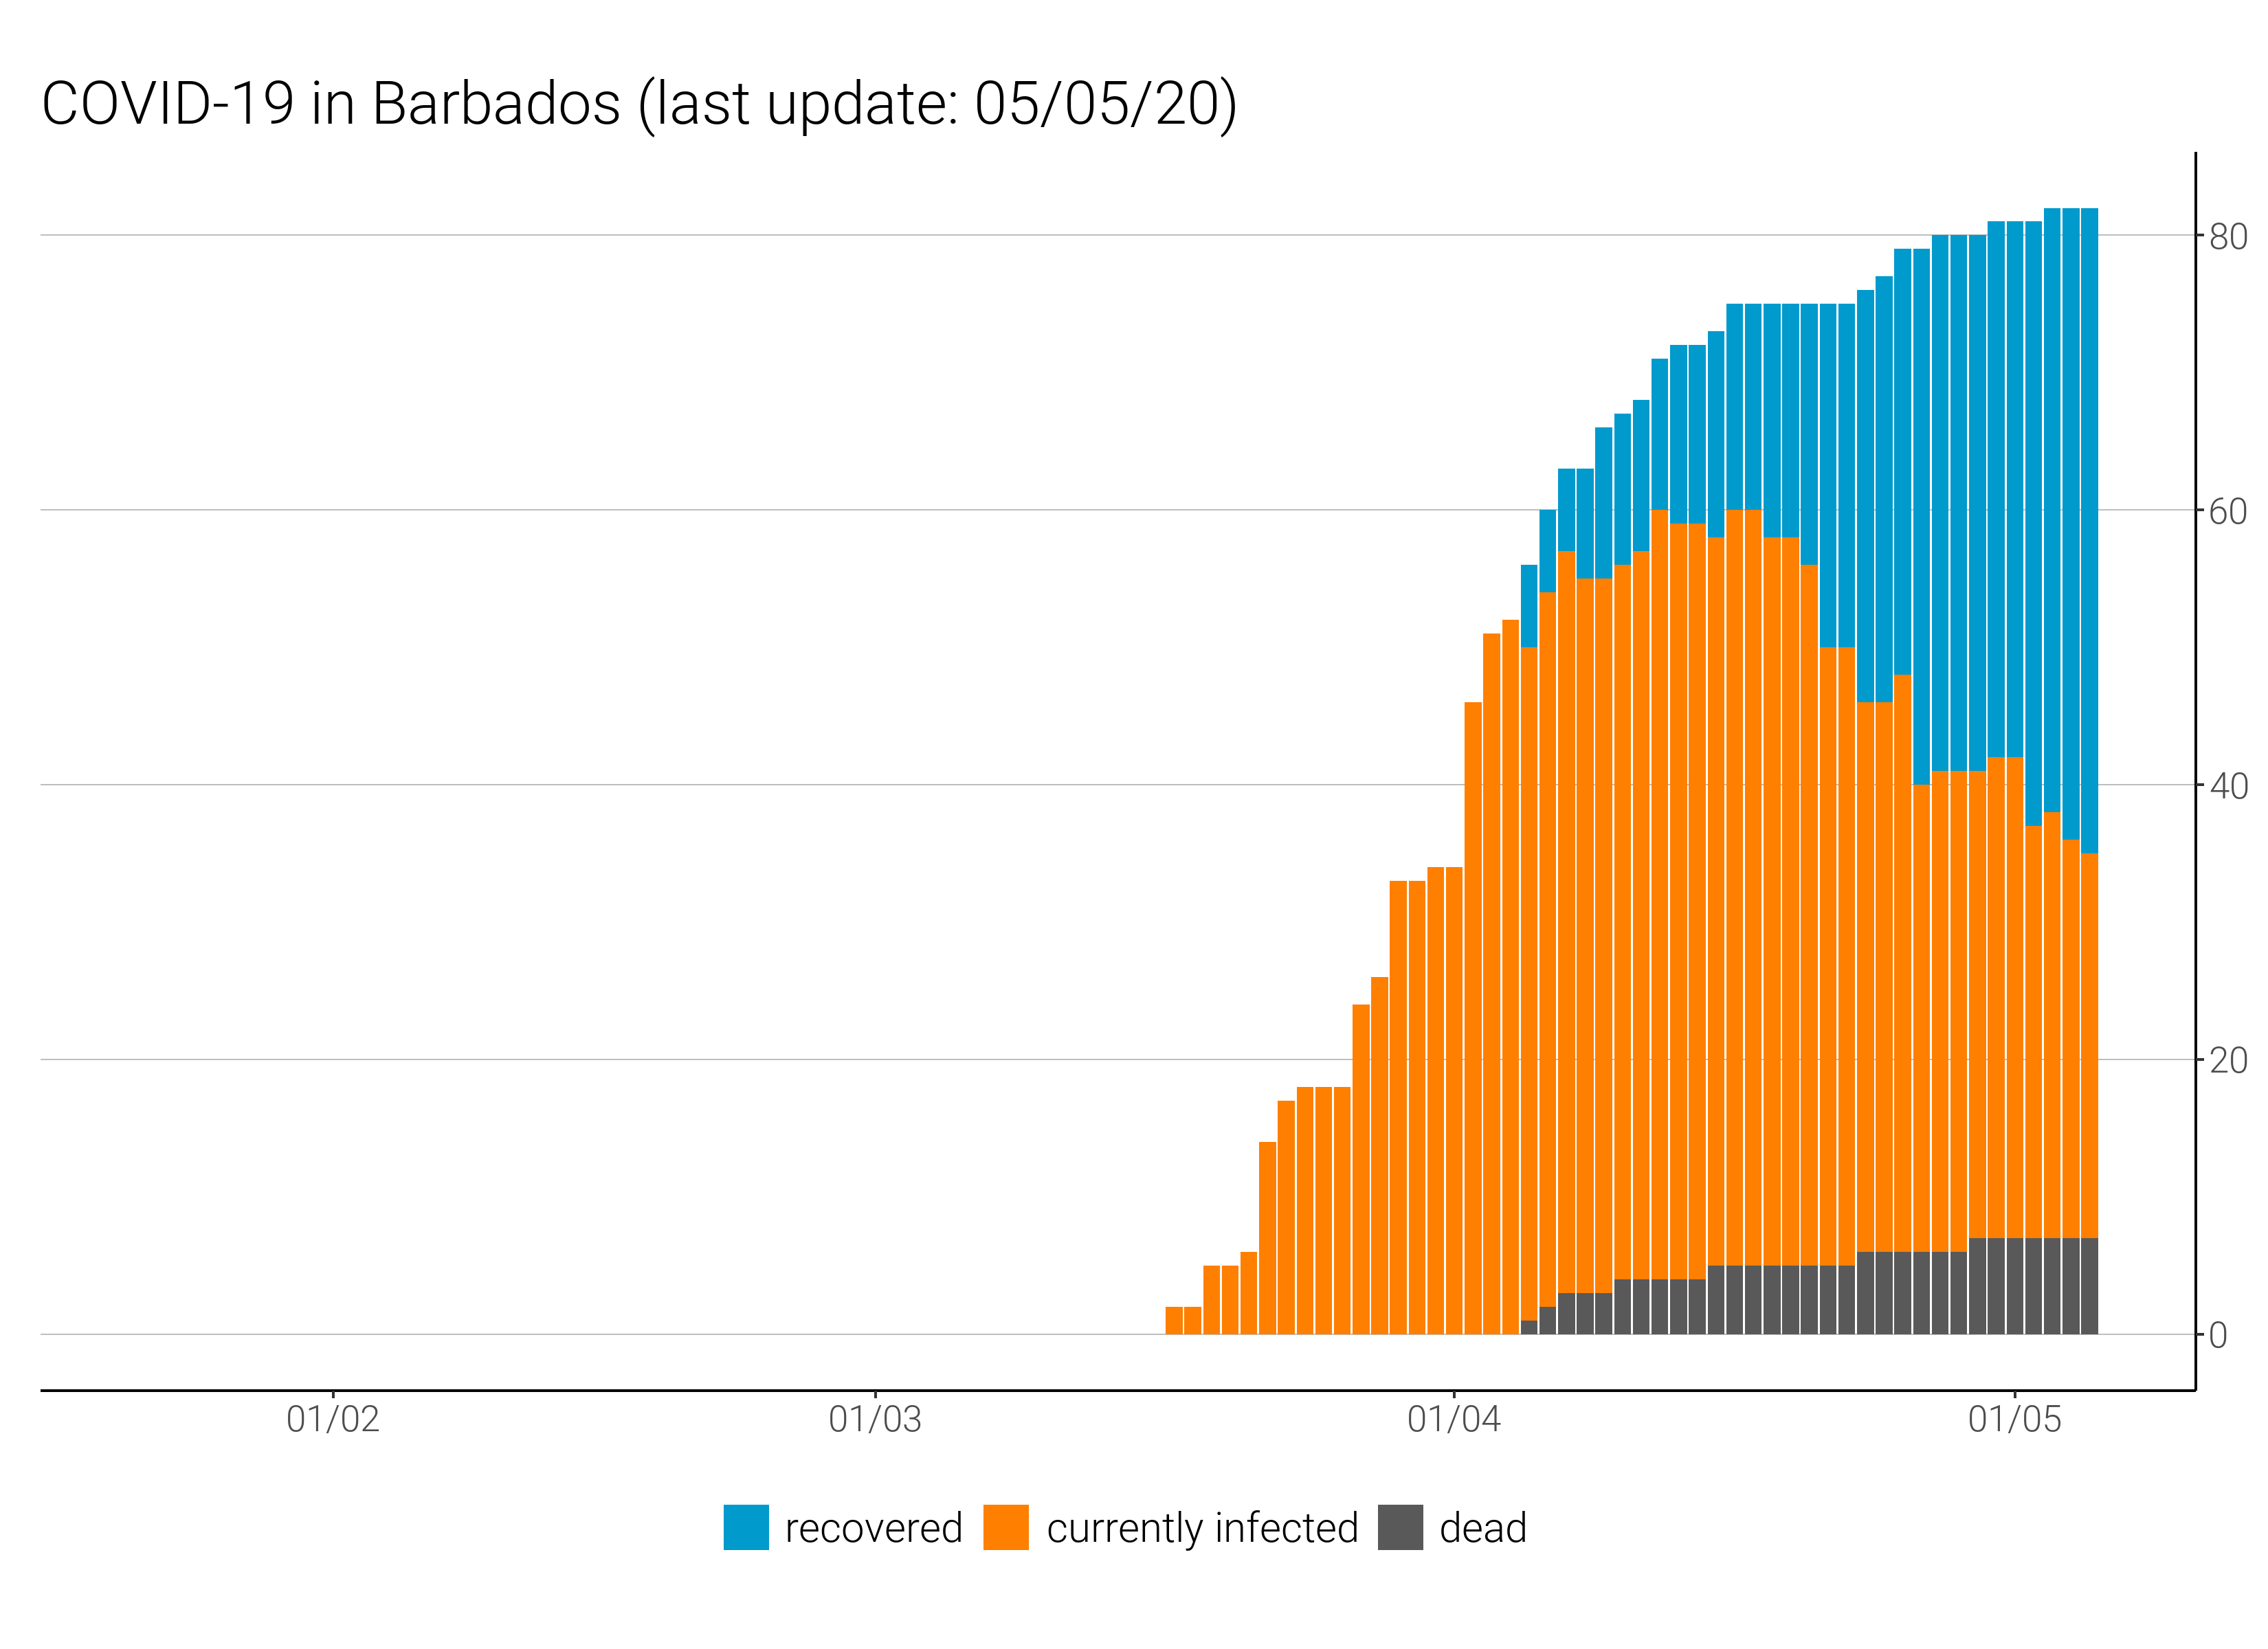 COVID-19 in Barbados (last update: 05/05/20)
80
60
40
20
0
01/02 01/03 01/04 01/05
recovered currently infected dead